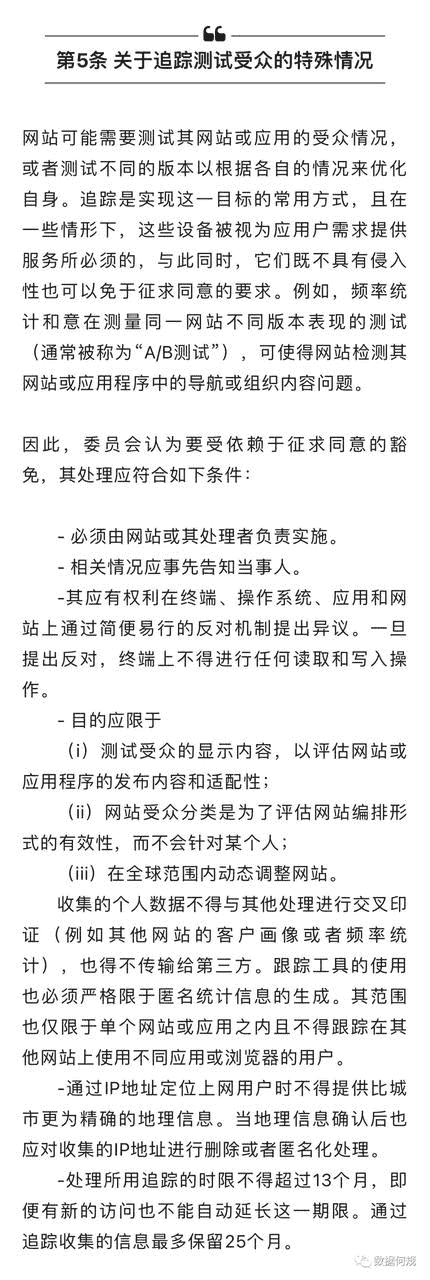 第5条 关于追踪测试受众的特殊情况
网站可能需要测试其网站或应用的受众情况，
或者测试不同的版本以根据各自的情况来优化
自身。追踪是实现这一目标的常用方式，且在
一些情形下，这些设备被视为应用户需求提供
服务所必须的，与此同时，它们既不具有侵入
性也可以免于征求同意的要求。例如，频率统
计和意在测量同一网站不同版本表现的测试
（通常被称为“A/B测试”），可使得网站检测其
网站或应用程序中的导航或组织内容问题。
因此，委员会认为要受依赖于征求同意的豁
免，其处理应符合如下条件：
- 必须由网站或其处理者负责实施。
- 相关情况应事先告知当事人。
-其应有权利在终端、操作系统、应用和网
站上通过简便易行的反对机制提出异议。一旦
提出反对，终端上不得进行任何读取和写入操
作。
- 目的应限于
（i）测试受众的显示内容，以评估网站或
应用程序的发布内容和适配性；
（ii）网站受众分类是为了评估网站编排形
式的有效性，而不会针对某个人；
（iii）在全球范围内动态调整网站。
收集的个人数据不得与其他处理进行交叉印
证（例如其他网站的客户画像或者频率统
计），也得不传输给第三方。跟踪工具的使用
也必须严格限于匿名统计信息的生成。其范围
也仅限于单个网站或应用之内且不得跟踪在其
他网站上使用不同应用或浏览器的用户。
-通过IP地址定位上网用户时不得提供比城
市更为精确的地理信息。当地理信息确认后也
应对收集的IP地址进行删除或者匿名化处理。
-处理所用追踪的时限不得超过13个月，即
便有新的访问也不能自动延长这一期限。通过
追踪收集的信息最多保留25个月。
数据何规